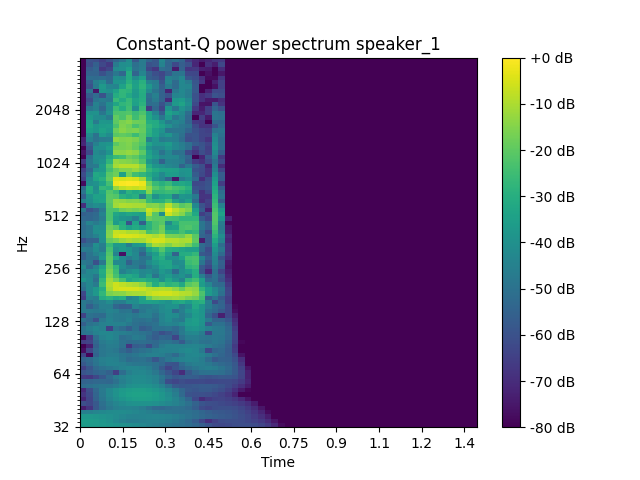 Constant-Q power spectrum speaker_1
Hz
2048
1024
512
256
128
64
32
0 0.15 0.3 0.45 0.6 0.75 0.9 1.1 1.2 1.4
Time
+0 dB
-10 dB
-20 dB
-30 dB
-40 dB
-50 dB
-60 dB
-70 dB
-80 dB